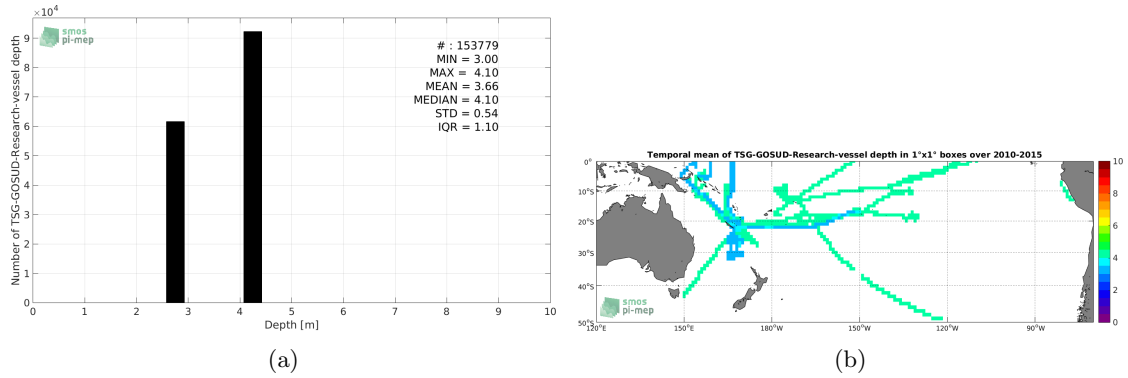 ×10⁴
smos
pi-mep
# : 153779
MIN = 3.00
MAX = 4.10
MEAN = 3.66
MEDIAN = 4.10
STD = 0.54
IQR = 1.10
Number of TSG-GOSUD-Research-vessel depth
9
8
7
6
5
4
3
2
1
0
0 1 2 3 4 5 6 7 8 9 10
Depth [m]
(a)
Temporal mean of TSG-GOSUD-Research-vessel depth in 1°x1° boxes over 2010-2015
0°
10°S
20°S
30°S
40°S
50°S
120°E 150°E 180°W 150°W 120°W 90°W
smos
pi-mep
10
8
6
4
2
0
(b)